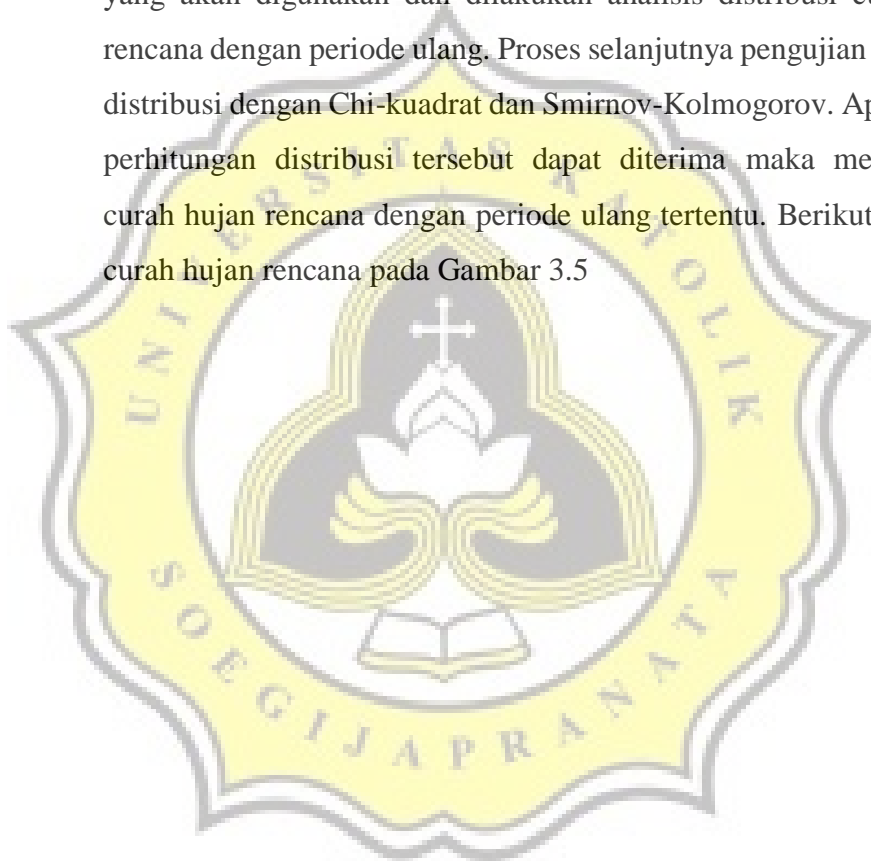 yang akan digunakan dan dilakukan analisis distribusi
rencana dengan periode ulang. Proses selanjutnya pengujian
distribusi dengan Chi-kuadrat dan Smirnov-Kolmogorov.
perhitungan distribusi tersebut dapat diterima maka
curah hujan rencana dengan periode ulang tertentu. Berikut
curah hujan rencana pada Gambar 3.5
UNIVERSITAS KATOLIK
SOEGIJAPRANATA